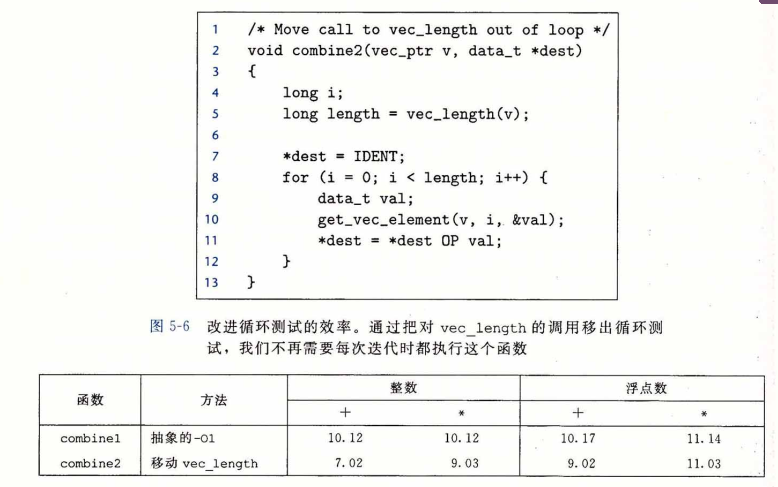 1 /* Move call to vec_length out of loop */
2 void combine2(vec_ptr v, data_t *dest)
3 {
4     long i;
5     long length = vec_length(v);
6
7     *dest = IDENT;
8     for (i = 0; i < length; i++) {
9         data_t val;
10         get_vec_element(v, i, &val);
11         *dest = *dest OP val;
12     }
13 }
图 5-6 改进循环测试的效率。通过把对 vec_length 的调用移出循环测
试，我们不再需要每次迭代时都执行这个函数
函数 方法 整数 浮点数
+ * + *
combine1 抽象的-O1 10.12 10.12 10.17 11.14
combine2 移动 vec_length 7.02 9.03 9.02 11.03